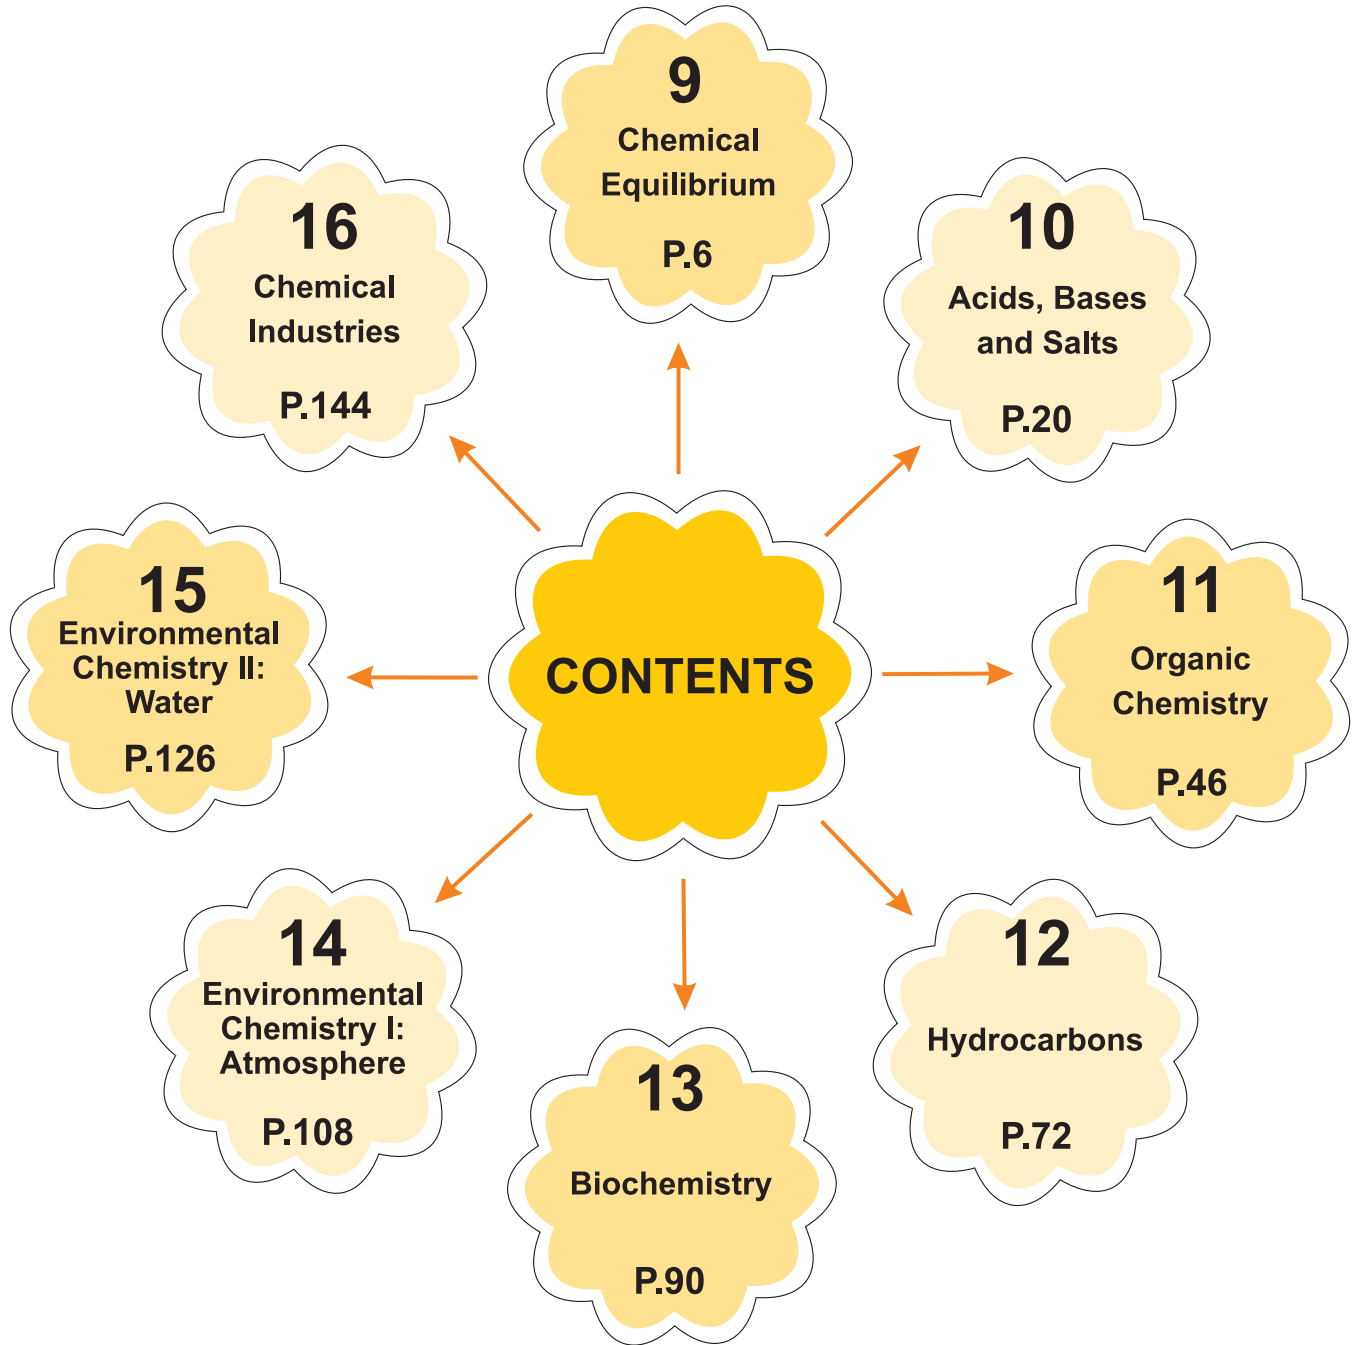 CONTENTS
9
Chemical
Equilibrium
P.6
10
Acids, Bases
and Salts
P.20
11
Organic
Chemistry
P.46
12
Hydrocarbons
P.72
13
Biochemistry
P.90
14
Environmental
Chemistry I:
Atmosphere
P.108
15
Environmental
Chemistry II:
Water
P.126
16
Chemical
Industries
P.144